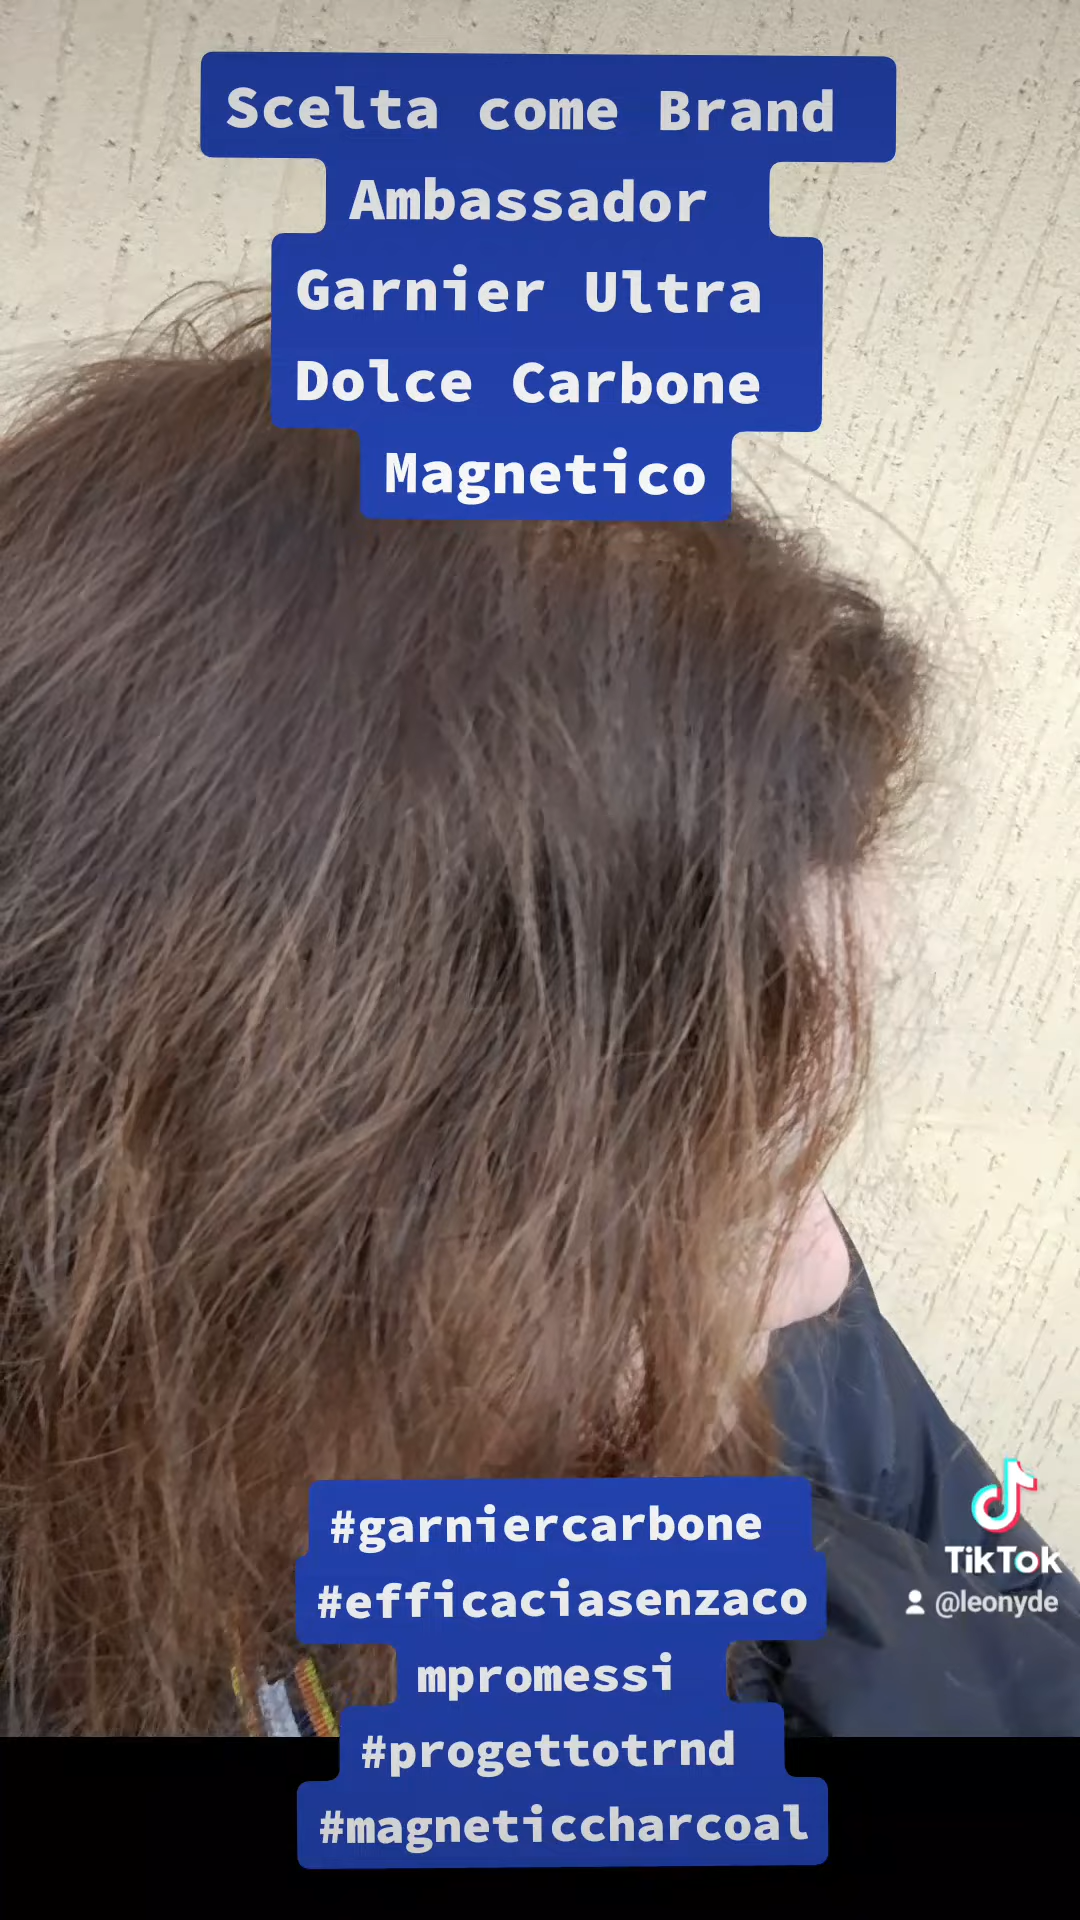 Scelta come Brand
Ambassador
Garnier Ultra
Dolce Carbone
Magnetico
#garniercarbone
#efficaciasenzaco
mpromessi
#progettotrnd
#magneticcharcoal
TikTok
@leonyde